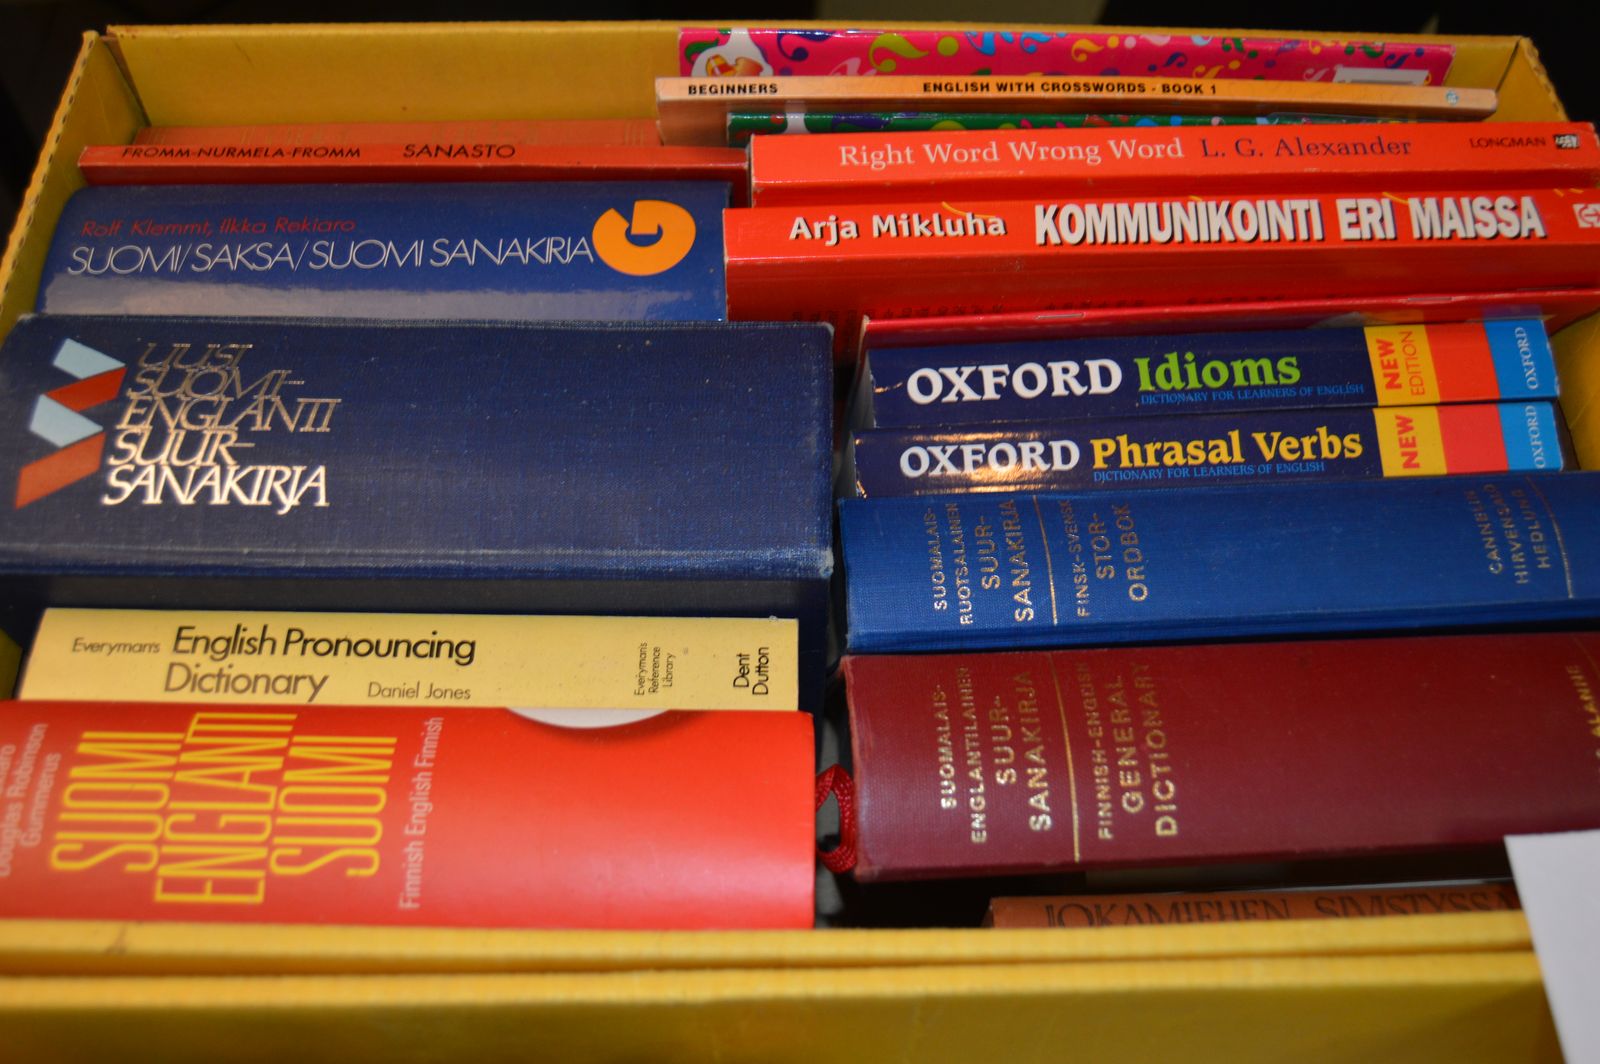 BEGINNERS ENGLISH WITH CROSSWORDS - BOOK 1
FROMM-NURMELA-FROMM SANASTO
Right Word Wrong Word L. G. Alexander LONGMAN
Rolf Klemmt, Ilkka Rekiaro
SUOMI/SAKSA/SUOMI SANAKIRJA
Arja Mikluha KOMMUNIKOINTI ERI MAISSA
UUSI
SUOMI-
ENGLANTI
SUUR-
SANAKIRJA
OXFORD Idioms
DICTIONARY FOR LEARNERS OF ENGLISH
NEW
EDITION
OXFORD
OXFORD Phrasal Verbs
DICTIONARY FOR LEARNERS OF ENGLISH
NEW
OXFORD
SUOMALAIS-
RUOTSALAINEN
SUUR-
SANAKIRJA
FINSK-SVENSK
STOR-
ORDBOK
CANNELIN
HIRVENSALO
HEDLUND
Everyman's English Pronouncing
Dictionary Daniel Jones
Everyman's
Reference
Library
Dent
Dutton
SUOMALAIS-
ENGLANTILAINEN
SUUR-
SANAKIRJA
FINNISH-ENGLISH
GENERAL
DICTIONARY
ALANNE
Douglas Robinson
Gummerus
SUOMI
ENGLANTI
SUOMI
Finnish English Finnish
JOKAMIEHEN SIVISTYSSA